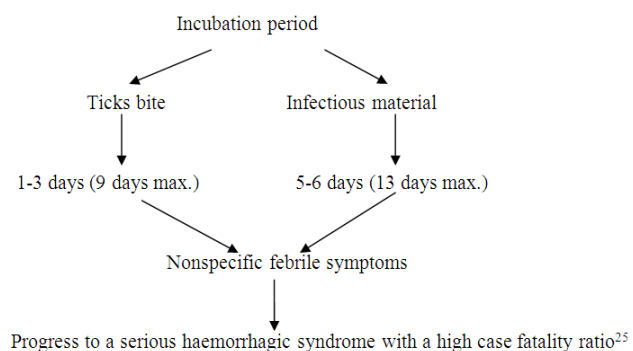 Incubation period
Ticks bite
Infectious material
1-3 days (9 days max.)
5-6 days (13 days max.)
Nonspecific febrile symptoms
Progress to a serious haemorrhagic syndrome with a high case fatality ratio25